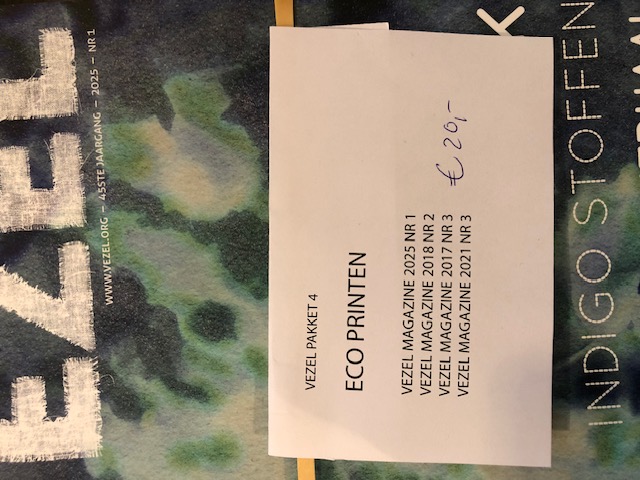 EZEL
WWW.VEZEL.ORG – 45STE JAARGANG – 2025 – NR 1
VEZEL PAKKET 4
ECO PRINTEN
VEZEL MAGAZINE 2025 NR 1
VEZEL MAGAZINE 2018 NR 2
VEZEL MAGAZINE 2017 NR 3
VEZEL MAGAZINE 2021 NR 3
€ 20,-
K
INDIGO STOFFEN